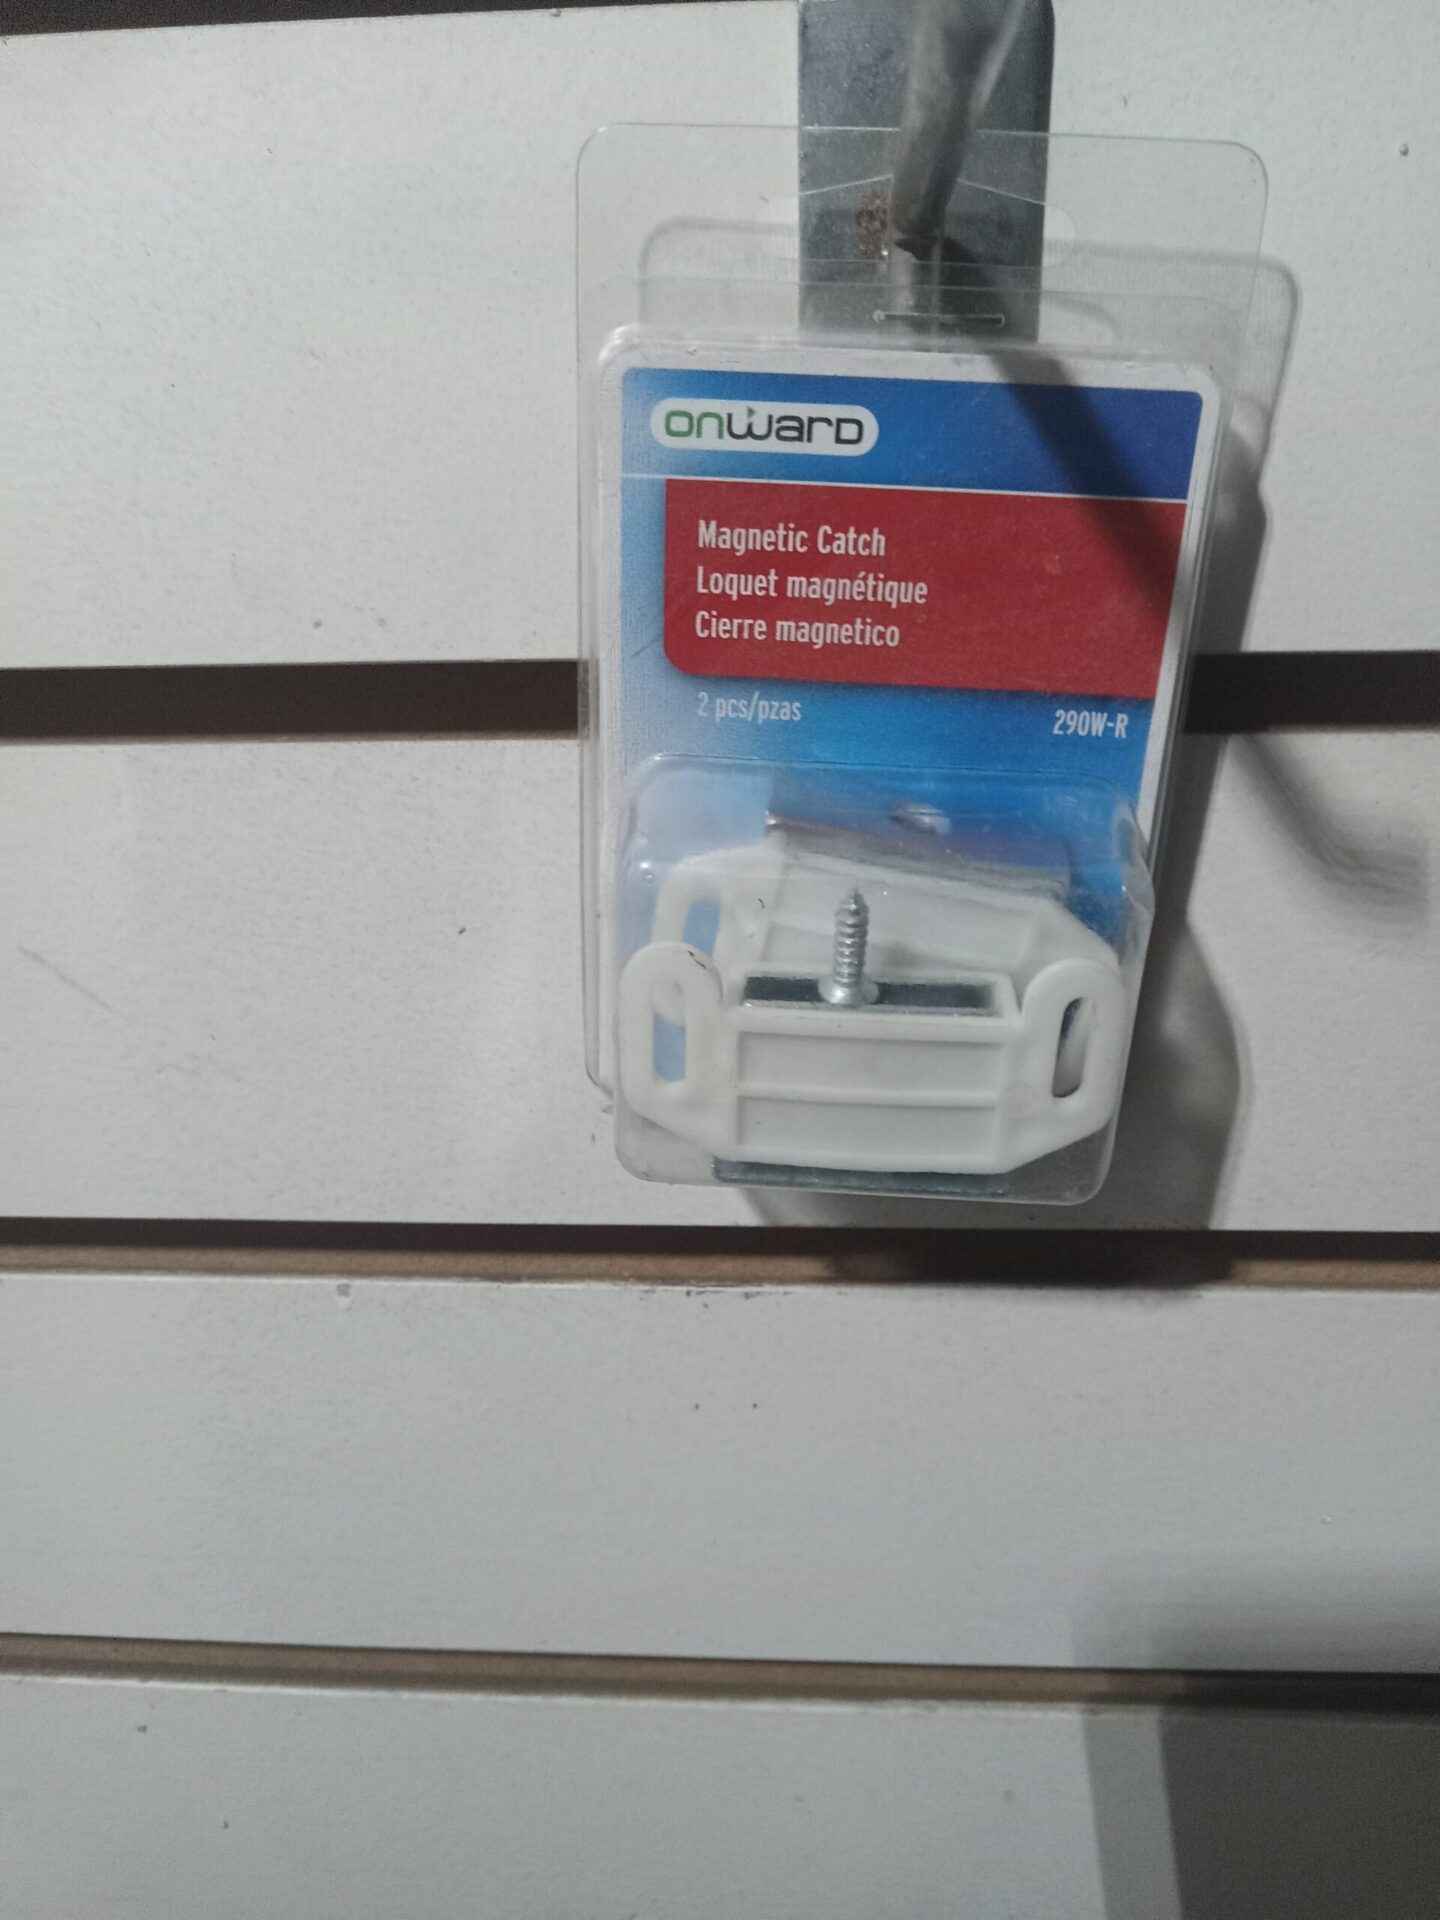 onward
Magnetic Catch
Loquet magnétique
Cierre magnetico
2 pcs/pzas
290W-R